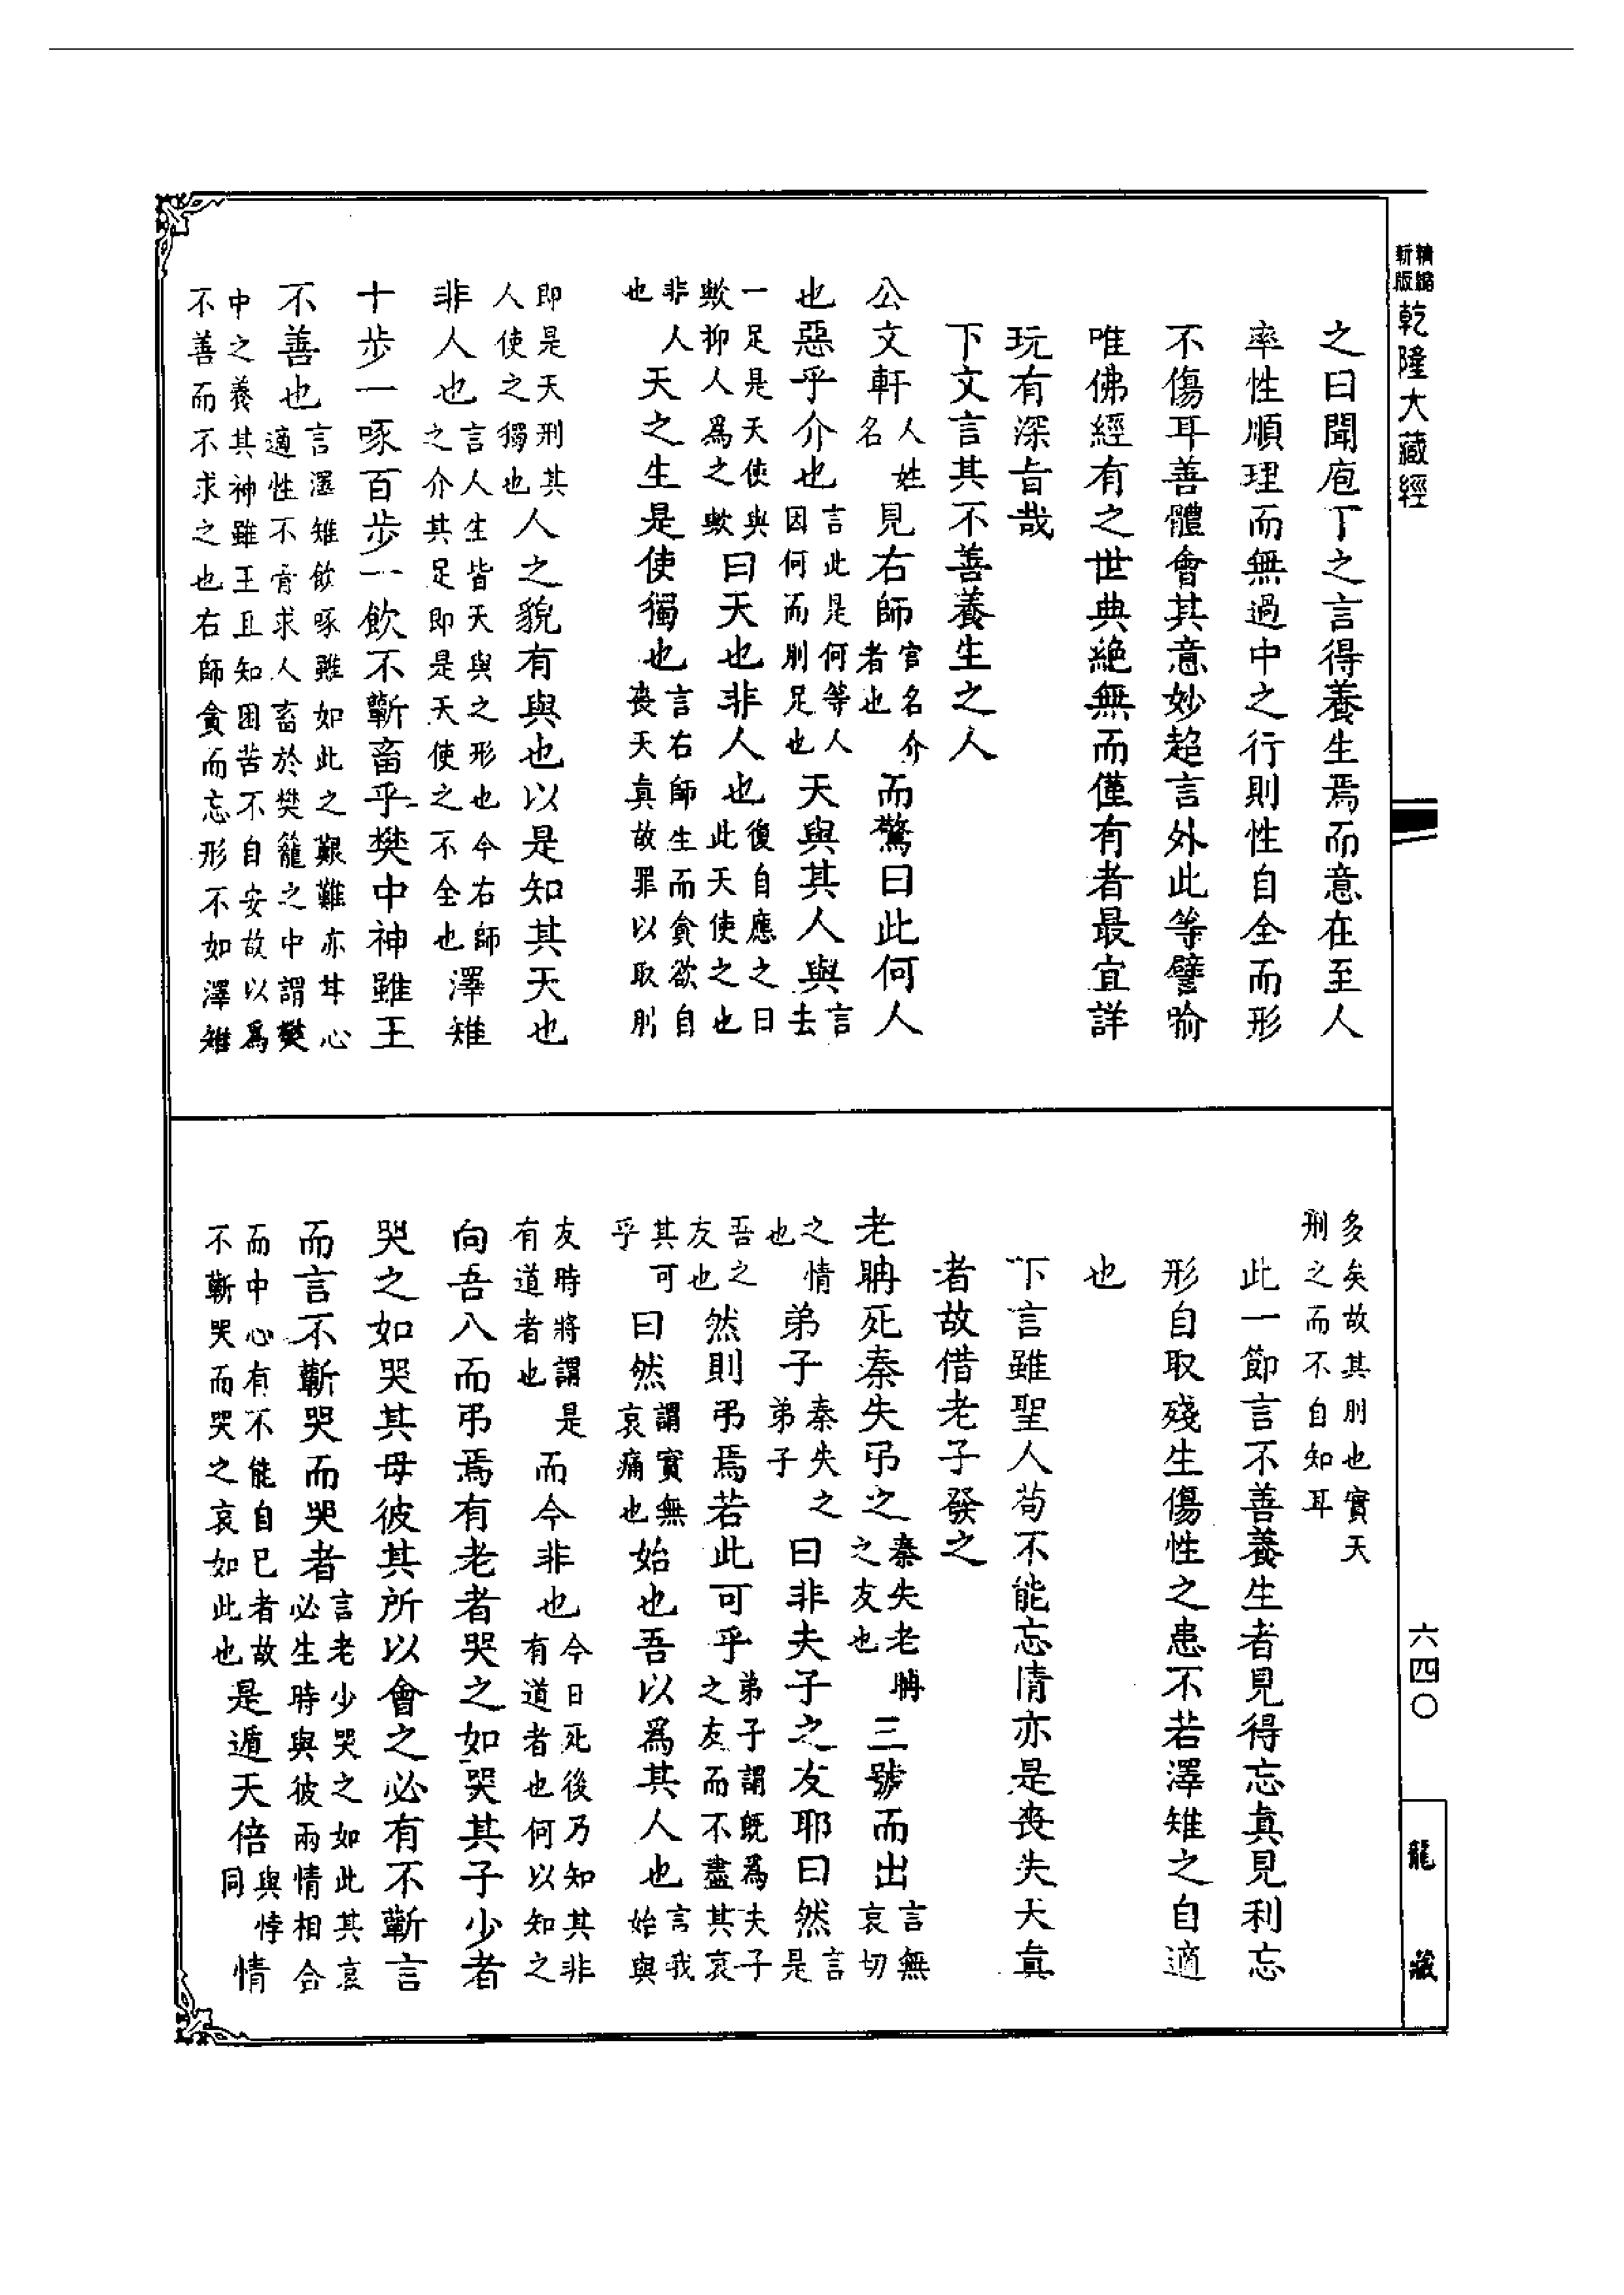 精縮新版 乾隆大藏經
之曰聞庖丁之言得養生焉而意在至人
率性順理而無過中之行則性自全而形
不傷耳善體會其意妙超言外此等譬喻
唯佛經有之世典絕無而僅有者最宜詳
玩有深旨哉
下文言其不善養生之人
公文軒人姓名見右師官名介者也而驚曰此何人
也惡乎介也言此是何等人因何而刖足也天與其人與言去
一足是天使與歟抑人為之歟曰天也非人也復自應之曰此天使之也
非人也天之生是使獨也言右師生而貪欲自喪天真故罪以取刖
即是天刑其人使之獨也人之貌有與也以是知其天也
非人也言人生皆天與之形也今右師之介其足即是天使之不全也澤雉
十步一啄百步一飲不蘄畜乎樊中神雖王
不善也言澤雉飲啄雖如此之艱難亦甘心適性不肯求人畜於樊籠之中謂樊
中之養其神雖王且知困苦不自安故以為不善而不求之也右師貪而忘形不如澤雉
多矣故其刖也實天刑之而不自知耳
此一節言不善養生者見得忘真見利忘
形自取殘生傷性之患不若澤雉之自適
也
下言雖聖人苟不能忘情亦是喪失天真
者故借老子發之
老聃死秦失弔之秦失老聃之友也三號而出言無哀切
之情也弟子秦失之弟子曰非夫子之友耶曰然言是
吾之友也然則弔焉若此可乎弟子謂既為夫子之友而不盡其哀
其可乎曰然謂實無哀痛也始也吾以為其人也言我始與
友時將謂是有道者也而今非也今日死後乃知其非有道者也何以知之
向吾入而弔焉有老者哭之如哭其子少者
哭之如哭其母彼其所以會之必有不蘄言
而言不蘄哭而哭者言老少哭之如此其哀必生時與彼兩情相合
而中心有不能自已者故不蘄哭而哭之哀如此也是遁天倍與悖同情
六四〇
龍藏